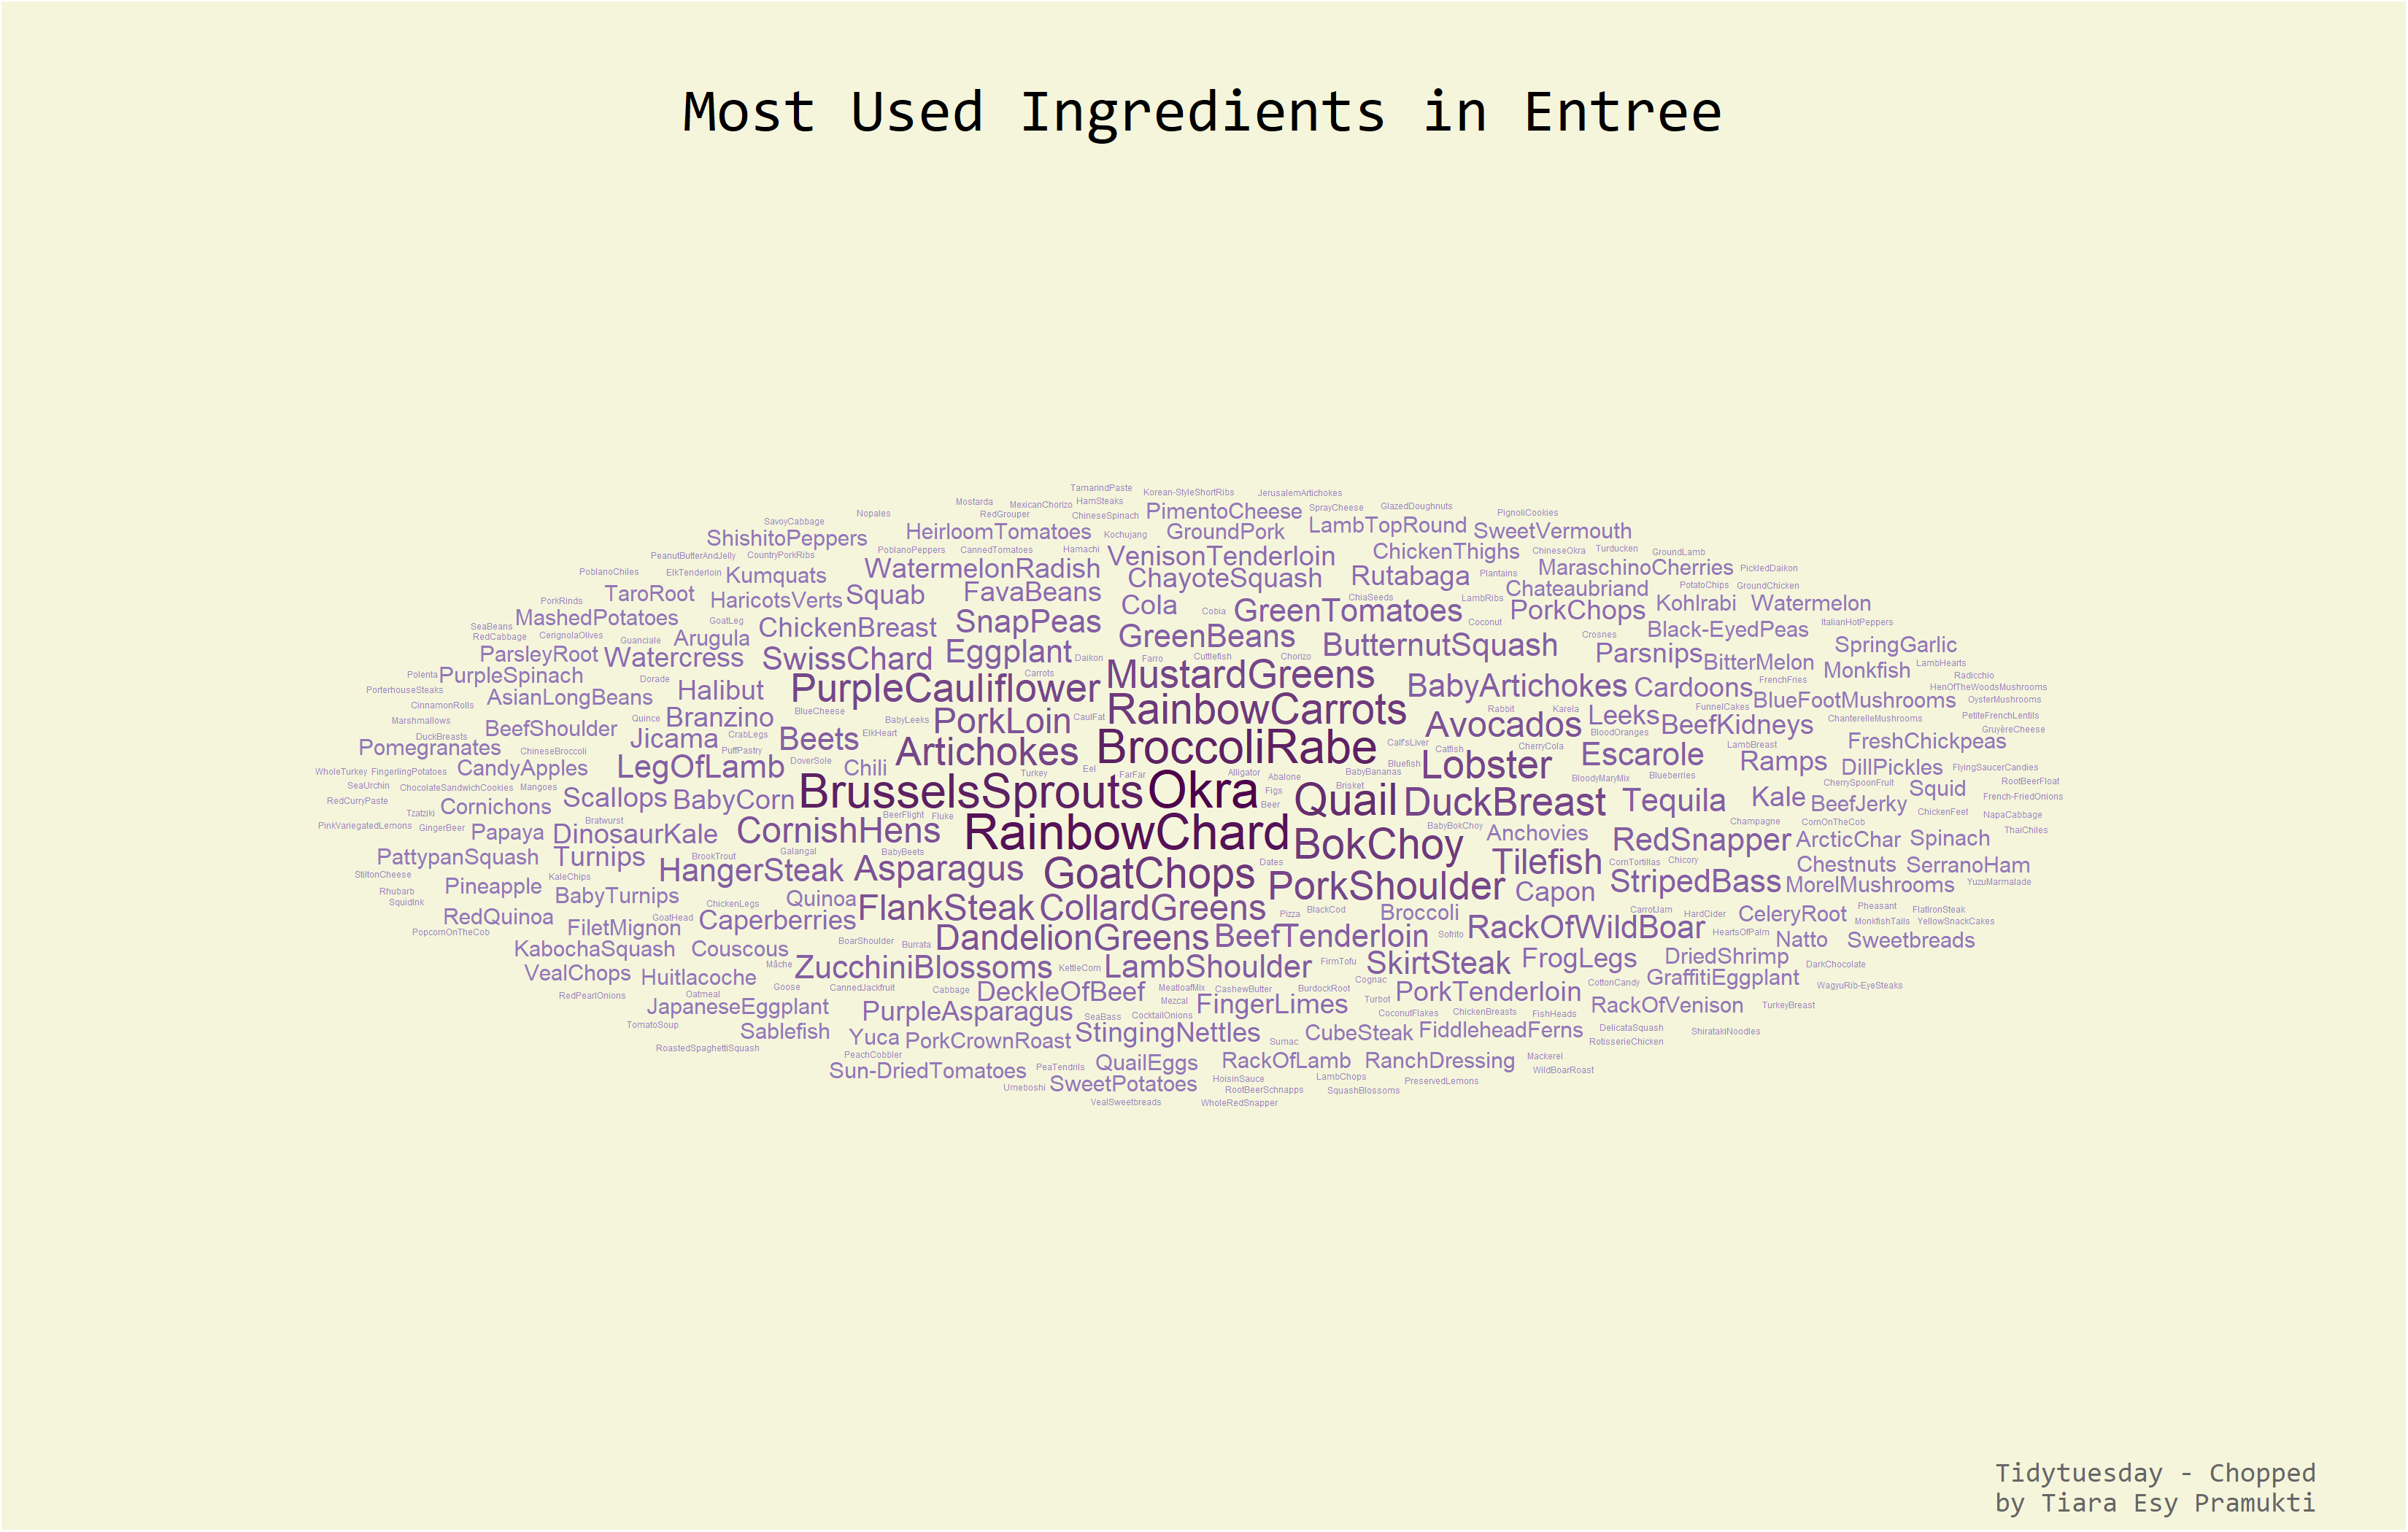 Most Used Ingredients in Entree
TamarindPaste Korean-StyleShortRibs JerusalemArtichokes
Mostarda MexicanChorizo HamSteaks PimentoCheese SprayCheese GlazedDoughnuts
Nopales RedGrouper ChineseSpinach PignoliCookies
SavoyCabbage HeirloomTomatoes Kochujang GroundPork LambTopRound SweetVermouth
ShishitoPeppers PoblanoPeppers CannedTomatoes Hamachi VenisonTenderloin ChickenThighs ChineseOkra Turducken GroundLamb
PeanutButterAndJelly CountryPorkRibs WatermelonRadish ChayoteSquash Rutabaga Plantains MaraschinoCherries PickledDaikon
PoblanoChiles ElkTenderloin Kumquats Chateaubriand PotatoChips GroundChicken
TaroRoot HaricotsVerts Squab FavaBeans Cola Cobia ChiaSeeds LambRibs PorkChops Kohlrabi Watermelon
PorkRinds MashedPotatoes GoatLeg ChickenBreast SnapPeas GreenTomatoes Coconut Black-EyedPeas ItalianHotPeppers
SeaBeans RedCabbage CerignolaOlives Guanciale Arugula GreenBeans ButternutSquash Crosnes SpringGarlic
ParsleyRoot Watercress SwissChard Eggplant Daikon Farro Cuttlefish Chorizo Parsnips BitterMelon Monkfish LambHearts
Polenta PurpleSpinach Dorade Carrots MustardGreens FrenchFries Radicchio
PorterhouseSteaks AsianLongBeans Halibut PurpleCauliflower BabyArtichokes Cardoons BlueFootMushrooms HenOfTheWoodsMushrooms OysterMushrooms
CinnamonRolls Marshmallows BeefShoulder Quince Branzino BlueCheese BabyLeeks PorkLoin CaulFat RainbowCarrots Rabbit Karela FunnelCakes ChanterelleMushrooms PetiteFrenchLentils
DuckBreasts Jicama CrabLegs Beets ElkHeart Avocados Leeks BloodOranges BeefKidneys GruyèreCheese
Pomegranates ChineseBroccoli PuffPastry Artichokes BroccoliRabe Calf'sLiver Catfish CherryCola Escarole LambBreast FreshChickpeas
WholeTurkey FingerlingPotatoes CandyApples LegOfLamb DoverSole Chili Turkey Eel FarFar Alligator Abalone BabyBananas Bluefish Lobster BloodyMaryMix Blueberries Ramps DillPickles FlyingSaucerCandies
SeaUrchin ChocolateSandwichCookies Mangoes BrusselsSprouts Okra Figs Brisket CherrySpoonFruit Squid RootBeerFloat
RedCurryPaste Tzatziki Cornichons Scallops BabyCorn Beer Quail DuckBreast Tequila Kale BeefJerky ChickenFeet French-FriedOnions
PinkVariegatedLemons GingerBeer Papaya Bratwurst DinosaurKale CornishHens BeerFlight Fluke RainbowChard BabyBokChoy Anchovies Champagne CornOnTheCob NapaCabbage ThaiChiles
PattypanSquash Turnips BrookTrout Galangal BabyBeets BokChoy RedSnapper ArcticChar Spinach
StiltonCheese KaleChips HangerSteak Asparagus GoatChops Dates Tilefish CornTortillas Chicory Chestnuts SerranoHam
Rhubarb SquidInk Pineapple BabyTurnips ChickenLegs Quinoa PorkShoulder Capon StripedBass MorelMushrooms YuzuMarmalade
RedQuinoa GoatHead Caperberries FlankSteak CollardGreens Pizza BlackCod Broccoli CarrotJam HardCider CeleryRoot Pheasant FlatIronSteak
PopcornOnTheCob FiletMignon BoarShoulder Burrata DandelionGreens BeefTenderloin Sofrito RackOfWildBoar HeartsOfPalm MonkfishTails YellowSnackCakes
KabochaSquash Couscous Natto Sweetbreads
VealChops Huitlacoche Mâche ZucchiniBlossoms KettleCorn LambShoulder FirmTofu SkirtSteak FrogLegs DriedShrimp DarkChocolate
RedPearlOnions Oatmeal Goose CannedJackfruit Cabbage DeckleOfBeef MeatloafMix CashewButter BurdockRoot Cognac CottonCandy GraffitiEggplant WagyuRib-EyeSteaks
JapaneseEggplant PurpleAsparagus Mezcal FingerLimes Turbot PorkTenderloin RackOfVenison TurkeyBreast
TomatoSoup Sablefish SeaBass CocktailOnions CoconutFlakes ChickenBreasts FishHeads DelicataSquash ShiratakiNoodles
RoastedSpaghettiSquash Yuca PorkCrownRoast StingingNettles Sumac CubeSteak FiddleheadFerns RotisserieChicken
PeachCobbler QuailEggs RackOfLamb RanchDressing Mackerel
Sun-DriedTomatoes PeaTendrils HoisinSauce LambChops PreservedLemons WildBoarRoast
Umeboshi SweetPotatoes RootBeerSchnapps SquashBlossoms
VealSweetbreads WholeRedSnapper
Tidytuesday - Chopped
by Tiara Esy Pramukti